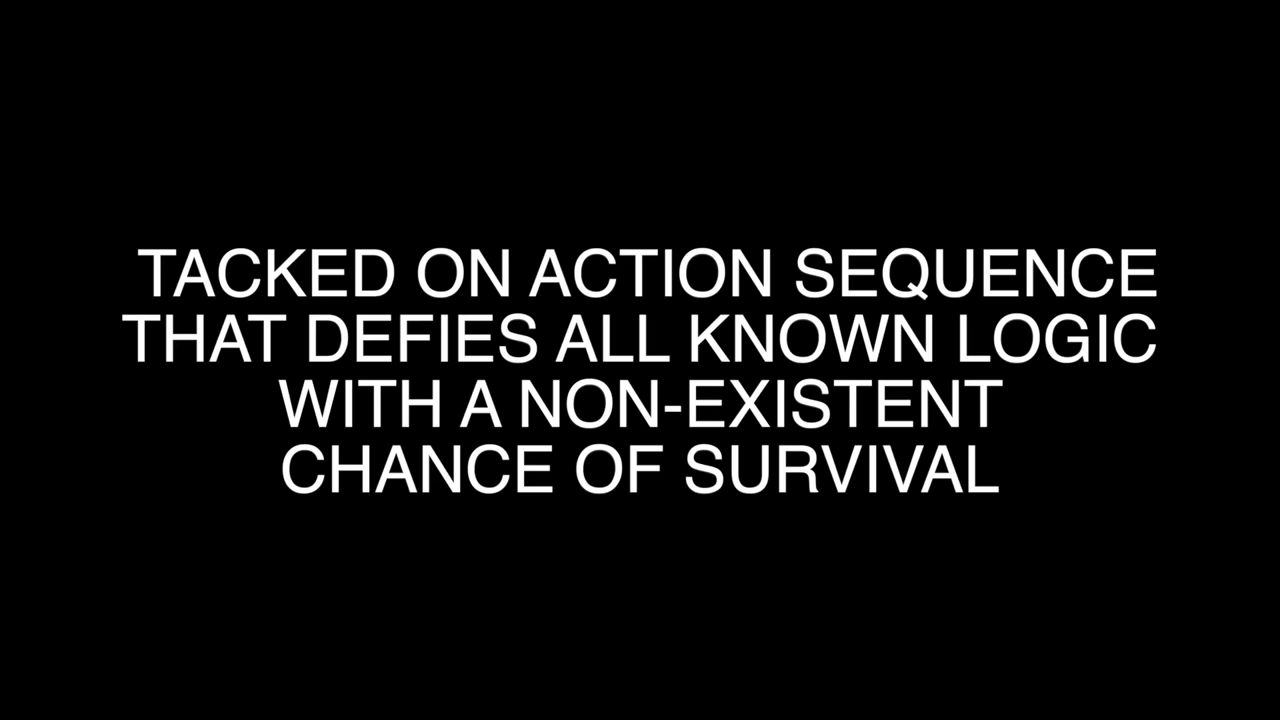 TACKED ON ACTION SEQUENCE
THAT DEFIES ALL KNOWN LOGIC
WITH A NON-EXISTENT
CHANCE OF SURVIVAL